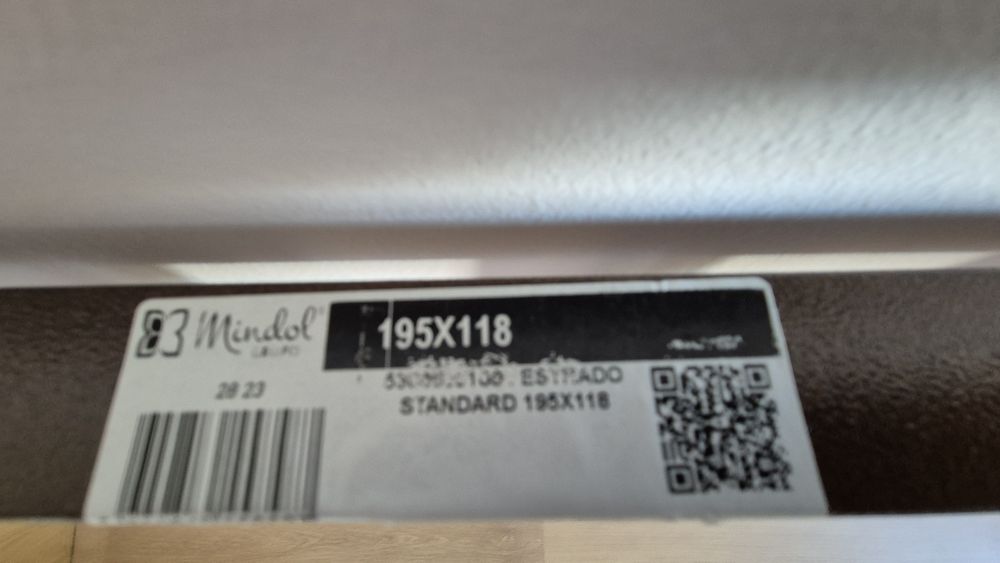 Mindol
GRUPO
195X118
28 23
ESTRADO
STANDARD 195X118